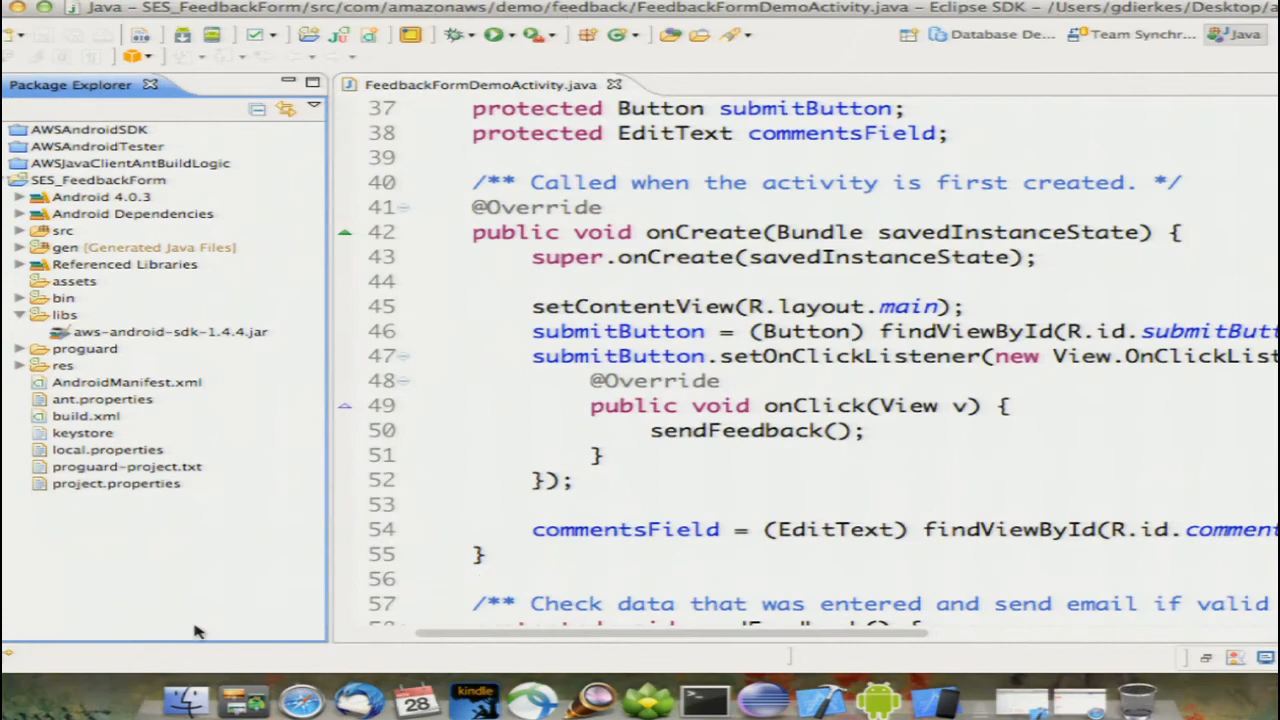 Java – SES_FeedbackForm/src/com/amazonaws/demo/feedback/FeedbackFormDemoActivity.java – Eclipse SDK – /Users/gdierkes/Desktop/a
Database De... Team Synchr... Java
Package Explorer
FeedbackFormDemoActivity.java
AWSAndroidSDK
AWSAndroidTester
AWSJavaClientAntBuildLogic
SES_FeedbackForm
Android 4.0.3
Android Dependencies
src
gen [Generated Java Files]
Referenced Libraries
assets
bin
libs
aws-android-sdk-1.4.4.jar
proguard
res
AndroidManifest.xml
ant.properties
build.xml
keystore
local.properties
proguard-project.txt
project.properties
37 protected Button submitButton;
38 protected EditText commentsField;
39
40 /** Called when the activity is first created. */
41 @Override
42 public void onCreate(Bundle savedInstanceState) {
43 super.onCreate(savedInstanceState);
44
45 setContentView(R.layout.main);
46 submitButton = (Button) findViewById(R.id.submitButt
47 submitButton.setOnClickListener(new View.OnClickList
48 @Override
49 public void onClick(View v) {
50 sendFeedback();
51 }
52 });
53
54 commentsField = (EditText) findViewById(R.id.comment
55 }
56
57 /** Check data that was entered and send email if valid
28
kindle